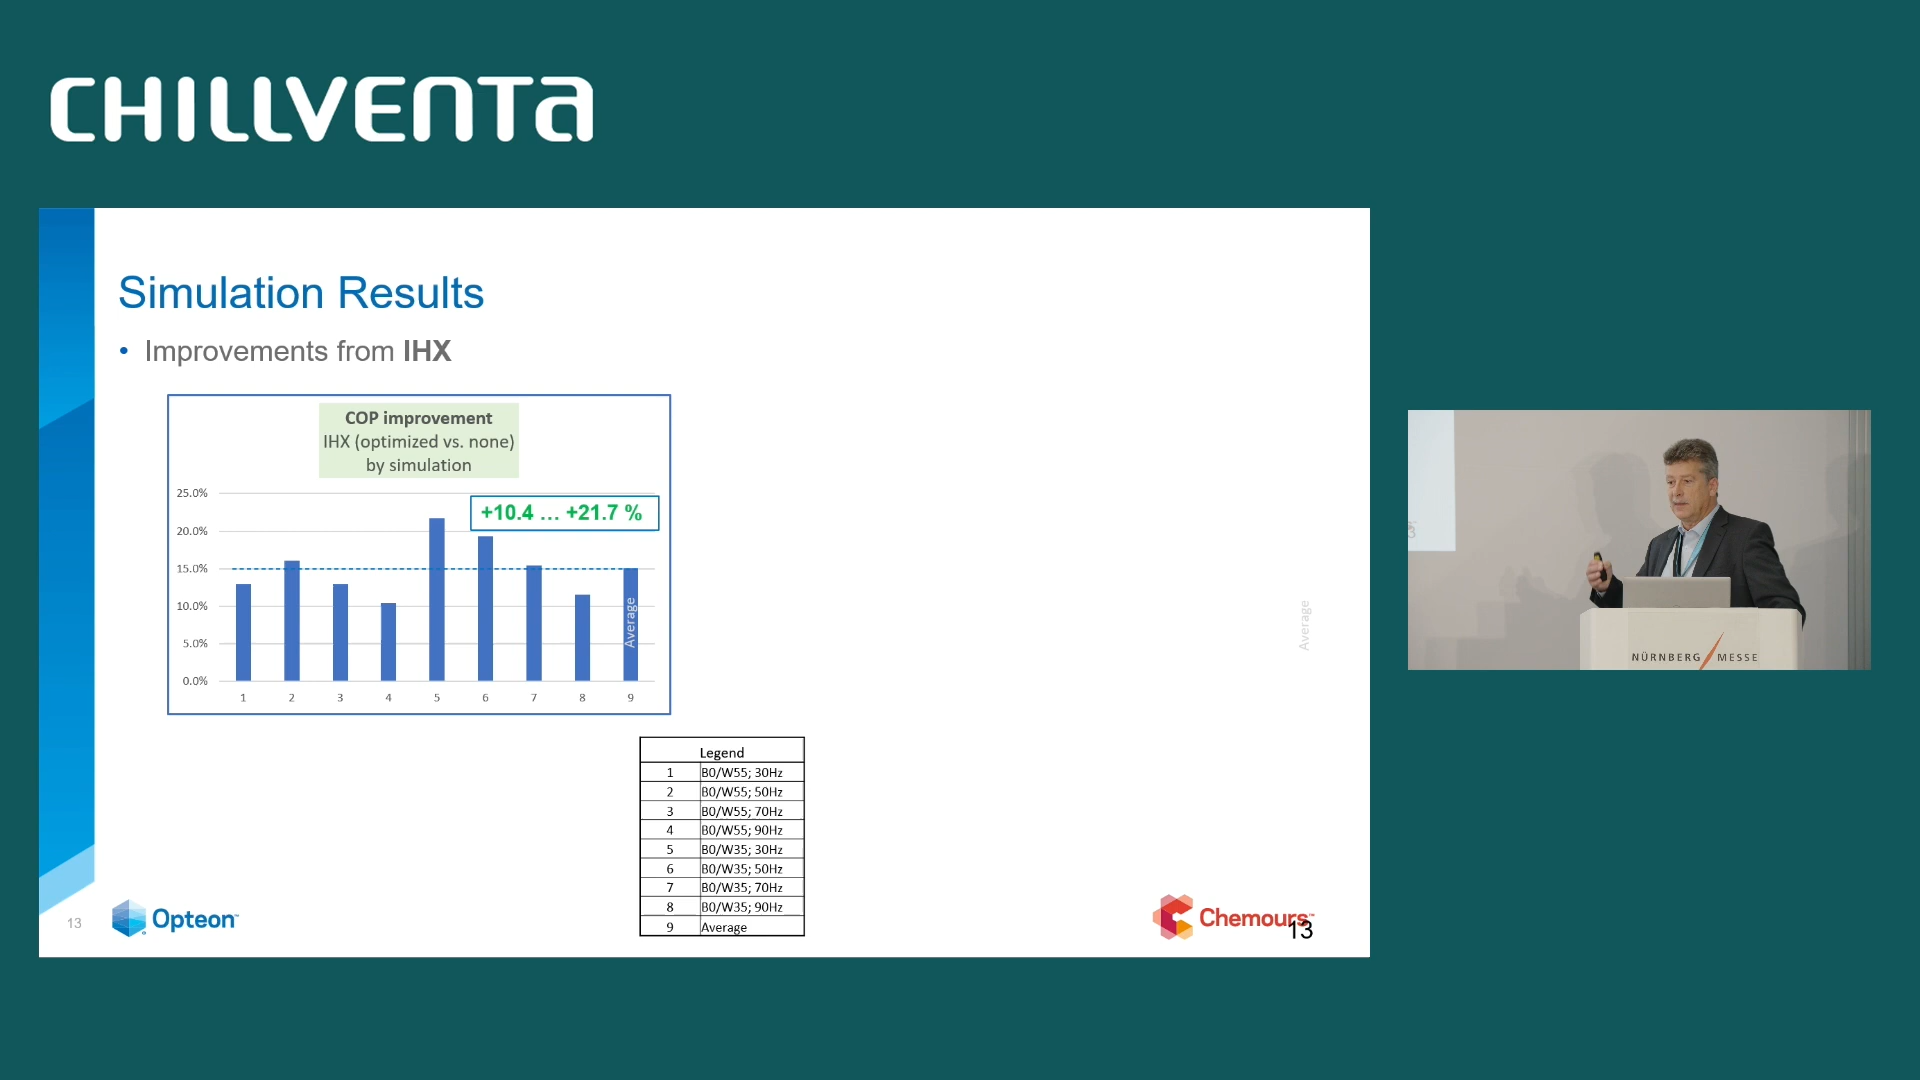 CHILLVENTA
Simulation Results
• Improvements from IHX
COP improvement
IHX (optimized vs. none)
by simulation
25.0%
20.0%
15.0%
10.0%
5.0%
0.0%
+10.4 … +21.7 %
Average
1 2 3 4 5 6 7 8 9
Average
Legend
1 B0/W55; 30Hz
2 B0/W55; 50Hz
3 B0/W55; 70Hz
4 B0/W55; 90Hz
5 B0/W35; 30Hz
6 B0/W35; 50Hz
7 B0/W35; 70Hz
8 B0/W35; 90Hz
9 Average
13
Opteon™
Chemours™
13
NÜRNBERG MESSE